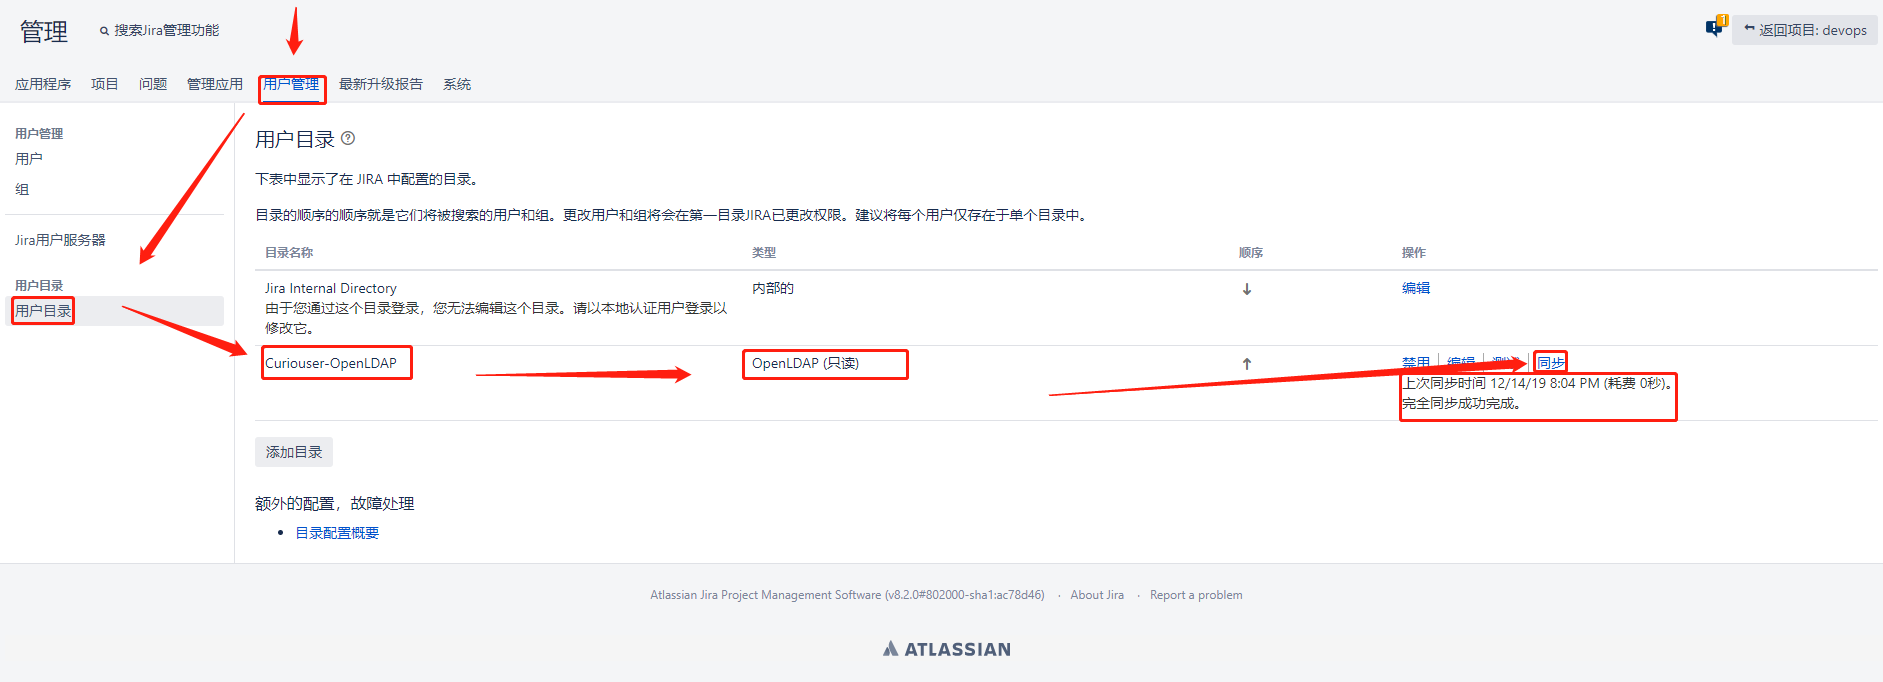 管理
搜索Jira管理功能
1
返回项目: devops
应用程序 项目 问题 管理应用 用户管理 最新升级报告 系统
用户管理
用户
组
Jira用户服务器
用户目录
用户目录
用户目录
下表中显示了在 JIRA 中配置的目录。
目录的顺序的顺序就是它们将被搜索的用户和组。更改用户和组将会在第一目录JIRA已更改权限。建议将每个用户仅存在于单个目录中。
目录名称 类型 顺序 操作
Jira Internal Directory 内部的 编辑
由于您通过这个目录登录，您无法编辑这个目录。请以本地认证用户登录以
修改它。
Curiouser-OpenLDAP OpenLDAP (只读) 禁用 编辑 测试 同步
上次同步时间 12/14/19 8:04 PM (耗费 0秒)。
完全同步成功完成。
添加目录
额外的配置，故障处理
目录配置概要
Atlassian Jira Project Management Software (v8.2.0#802000-sha1:ac78d46) · About Jira · Report a problem
ATLASSIAN